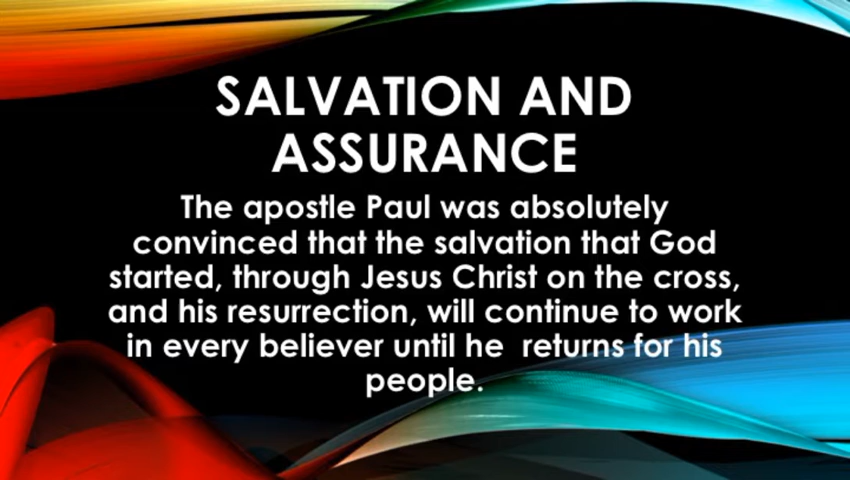 SALVATION AND
ASSURANCE
The apostle Paul was absolutely
convinced that the salvation that God
started, through Jesus Christ on the cross,
and his resurrection, will continue to work
in every believer until he  returns for his
people.